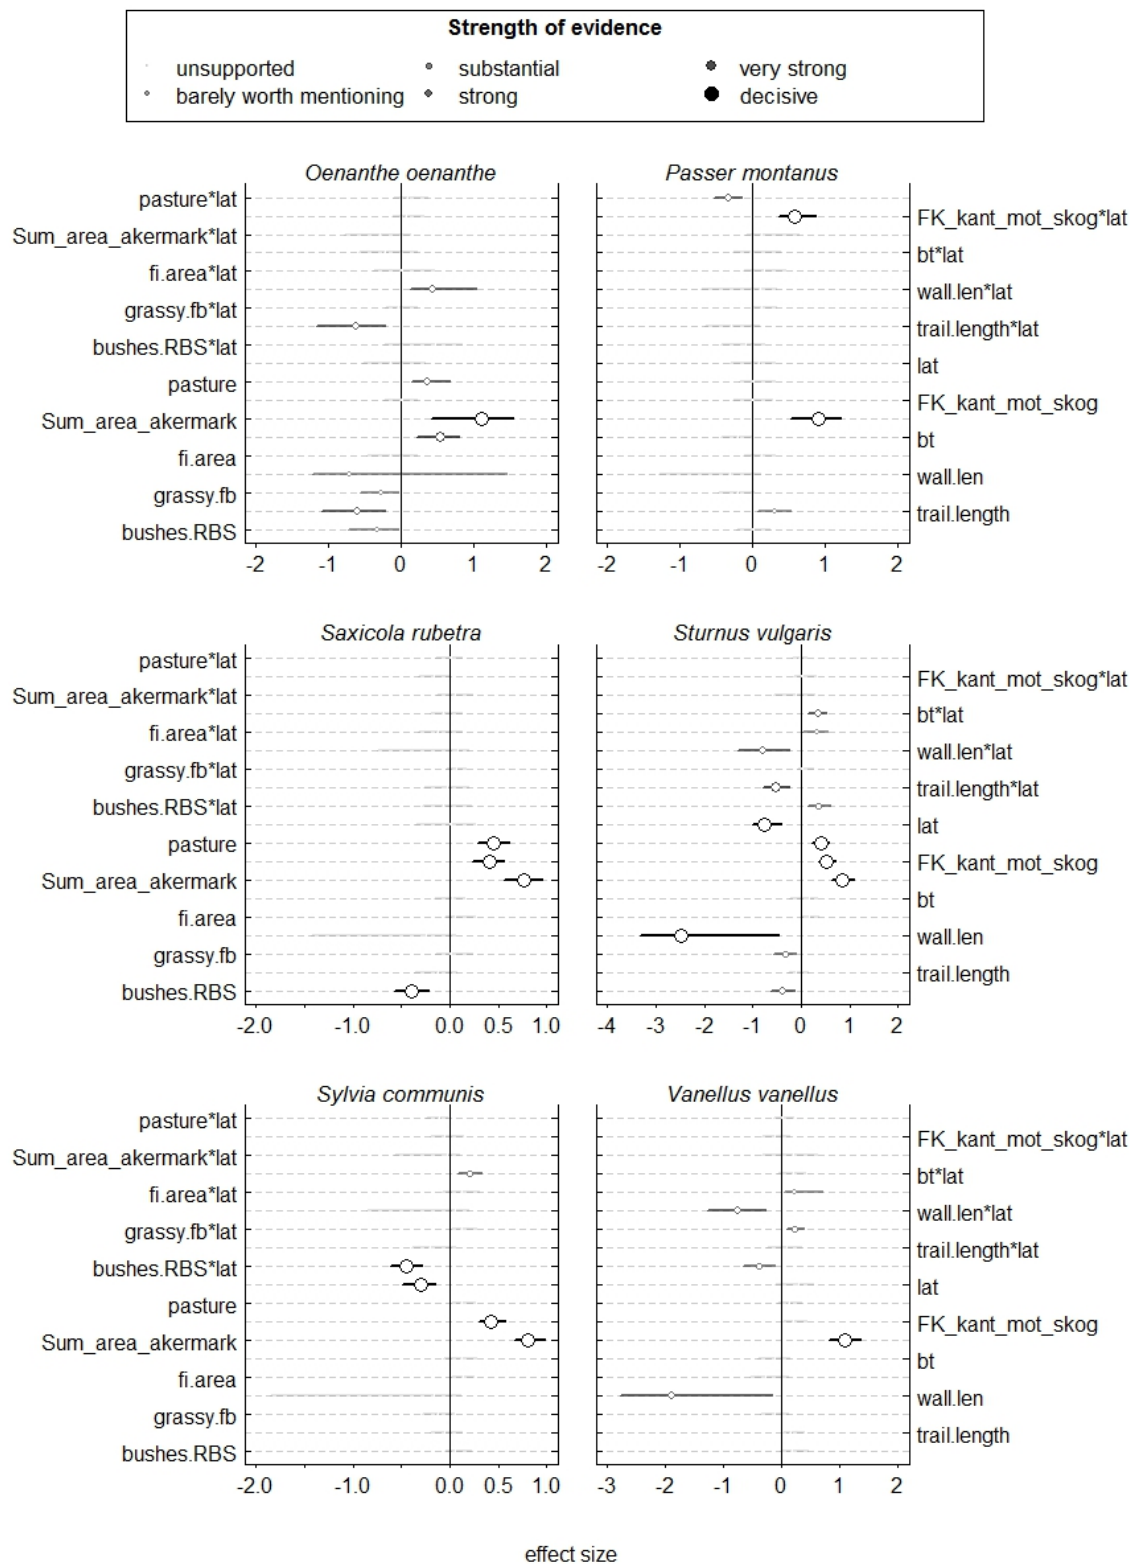 Strength of evidence
unsupported
substantial
very strong
barely worth mentioning
strong
decisive
Oenanthe oenanthe
Passer montanus
pasture*lat
FK_kant_mot_skog*lat
Sum_area_akermark*lat
bt*lat
fi.area*lat
wall.len*lat
grassy.fb*lat
trail.length*lat
bushes.RBS*lat
lat
pasture
FK_kant_mot_skog
Sum_area_akermark
bt
fi.area
wall.len
grassy.fb
trail.length
bushes.RBS
-2 -1 0 1 2
-2 -1 0 1 2
Saxicola rubetra
Sturnus vulgaris
pasture*lat
FK_kant_mot_skog*lat
Sum_area_akermark*lat
bt*lat
fi.area*lat
wall.len*lat
grassy.fb*lat
trail.length*lat
bushes.RBS*lat
lat
pasture
FK_kant_mot_skog
Sum_area_akermark
bt
fi.area
wall.len
grassy.fb
trail.length
bushes.RBS
-2.0 -1.0 0.0 0.5 1.0
-4 -3 -2 -1 0 1 2
Sylvia communis
Vanellus vanellus
pasture*lat
FK_kant_mot_skog*lat
Sum_area_akermark*lat
bt*lat
fi.area*lat
wall.len*lat
grassy.fb*lat
trail.length*lat
bushes.RBS*lat
lat
pasture
FK_kant_mot_skog
Sum_area_akermark
bt
fi.area
wall.len
grassy.fb
trail.length
bushes.RBS
-2.0 -1.0 0.0 0.5 1.0
-3 -2 -1 0 1 2
effect size